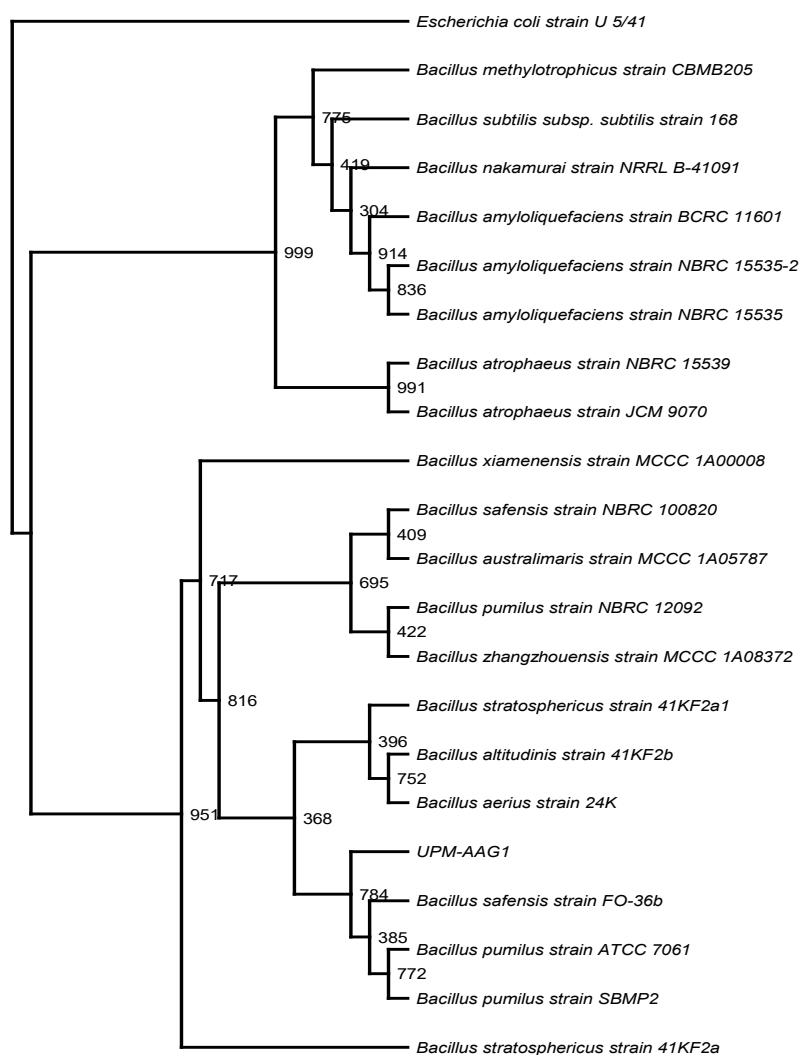 Escherichia coli strain U 5/41
Bacillus methylotrophicus strain CBMB205
775
Bacillus subtilis subsp. subtilis strain 168
419
Bacillus nakamurai strain NRRL B-41091
304
Bacillus amyloliquefaciens strain BCRC 11601
999
914
Bacillus amyloliquefaciens strain NBRC 15535-2
836
Bacillus amyloliquefaciens strain NBRC 15535
Bacillus atrophaeus strain NBRC 15539
991
Bacillus atrophaeus strain JCM 9070
Bacillus xiamenensis strain MCCC 1A00008
Bacillus safensis strain NBRC 100820
409
Bacillus australimaris strain MCCC 1A05787
717
695
Bacillus pumilus strain NBRC 12092
422
Bacillus zhangzhouensis strain MCCC 1A08372
816
Bacillus stratosphericus strain 41KF2a1
396
Bacillus altitudinis strain 41KF2b
752
Bacillus aerius strain 24K
951
368
UPM-AAG1
784
Bacillus safensis strain FO-36b
385
Bacillus pumilus strain ATCC 7061
772
Bacillus pumilus strain SBMP2
Bacillus stratosphericus strain 41KF2a